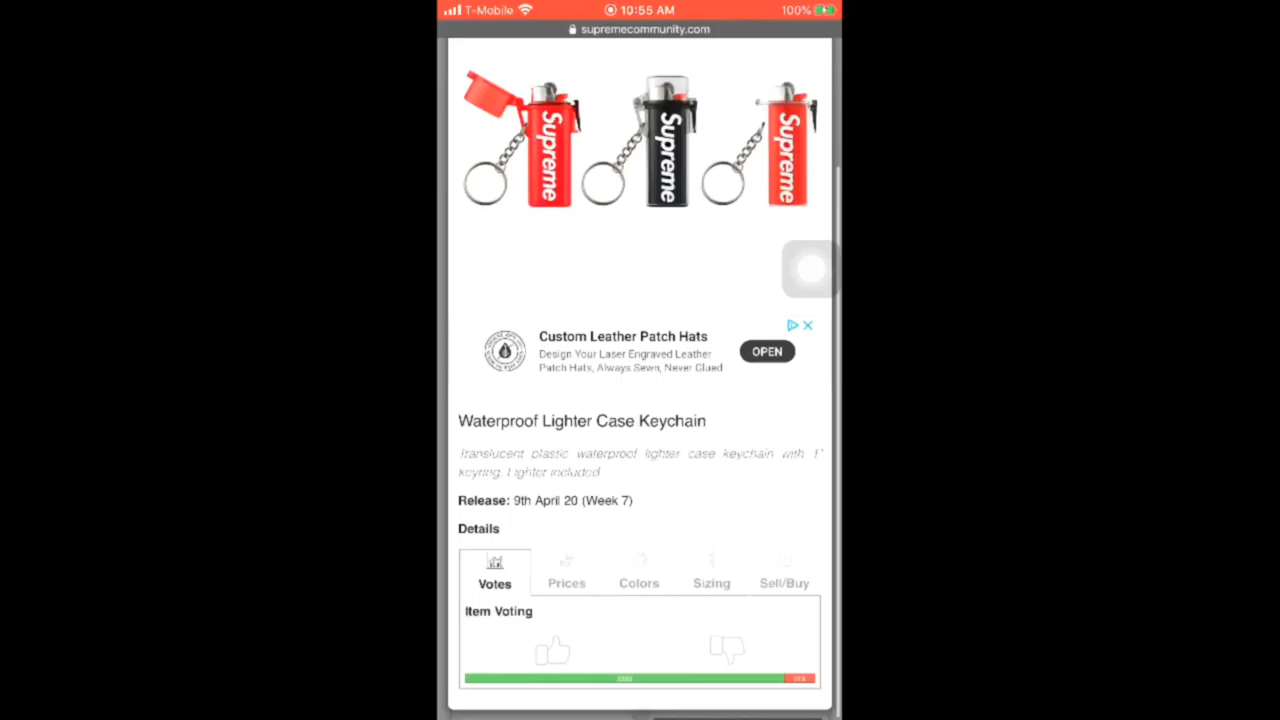 T-Mobile 10:55 AM 100%
supremecommunity.com
Supreme Supreme Supreme
Custom Leather Patch Hats
Design Your Laser Engraved Leather
Patch Hats, Always Sewn, Never Glued
OPEN
Waterproof Lighter Case Keychain
Translucent plastic waterproof lighter case keychain with 1"
keyring. Lighter included
Release: 9th April 20 (Week 7)
Details
Votes Prices Colors Sizing Sell/Buy
Item Voting